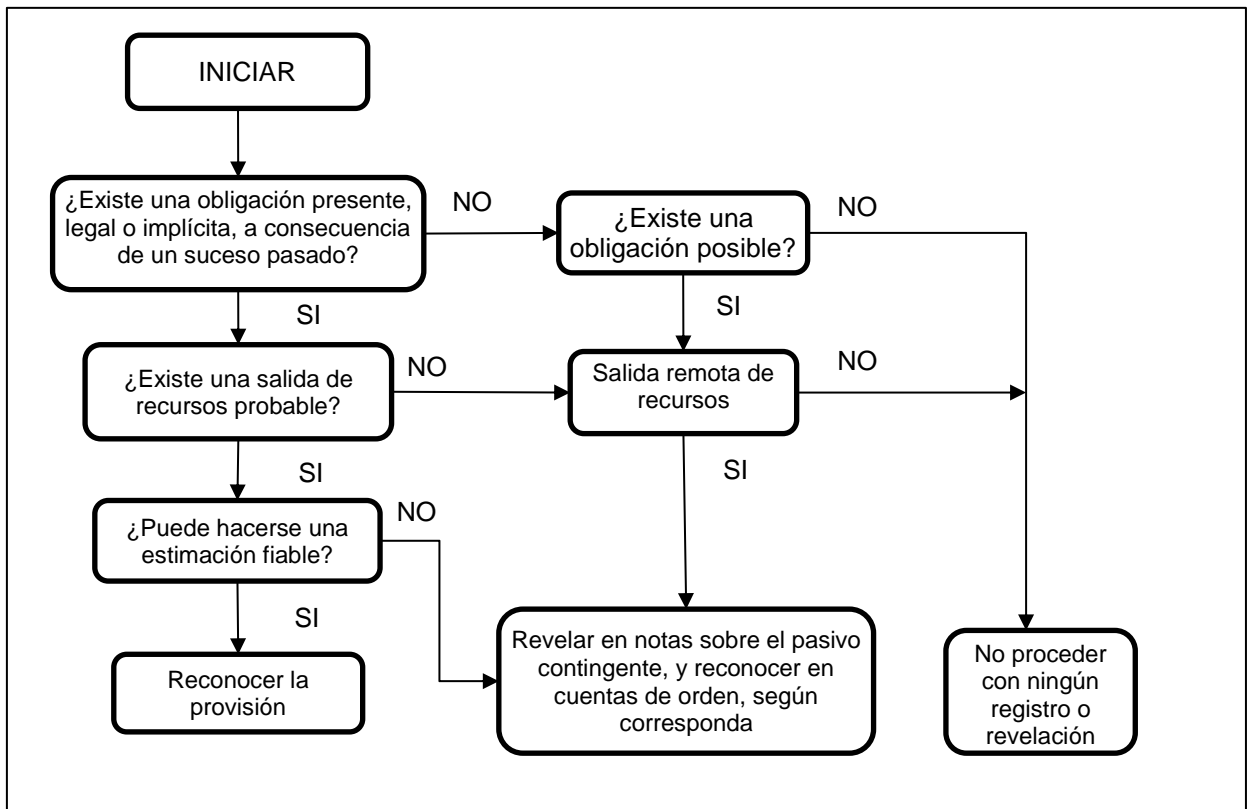 INICIAR
¿Existe una obligación presente,
legal o implícita, a consecuencia
de un suceso pasado?
NO
¿Existe una
obligación posible?
NO
SI
SI
¿Existe una salida de
recursos probable?
NO
Salida remota de
recursos
NO
SI
SI
¿Puede hacerse una
estimación fiable?
NO
SI
Reconocer la
provisión
Revelar en notas sobre el pasivo
contingente, y reconocer en
cuentas de orden, según
corresponda
No proceder
con ningún
registro o
revelación